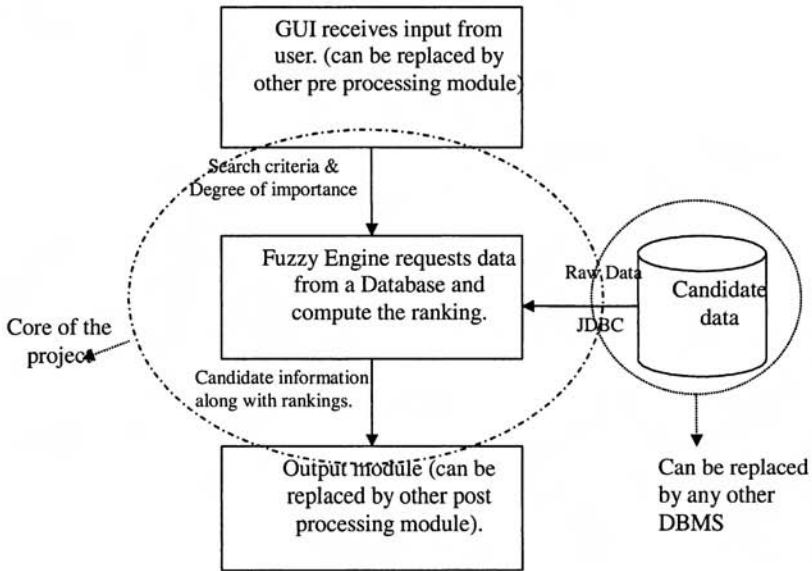 GUI receives input from
user. (can be replaced by
other pre processing module)
Search criteria &
Degree of importance
Fuzzy Engine requests data
from a Database and
compute the ranking.
Raw Data
JDBC
Candidate
data
Core of the
project
Candidate information
along with rankings.
Output module (can be
replaced by other post
processing module).
Can be replaced
by any other
DBMS